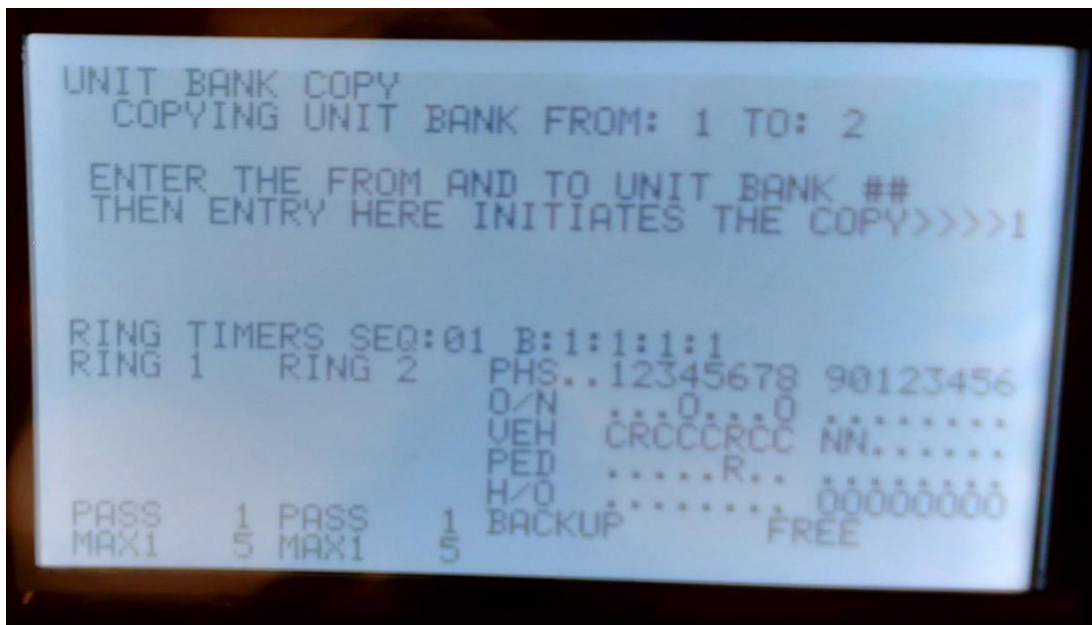 UNIT BANK COPY
COPYING UNIT BANK FROM: 1 TO: 2
ENTER THE FROM AND TO UNIT BANK ##
THEN ENTRY HERE INITIATES THE COPY>>>>1
RING TIMERS SEQ:01 B:1:1:1:1
RING 1 RING 2 PHS..12345678 90123456
O/N ...O...O ........
VEH CRCCCRCC NN......
PED .....R.. ........
H/O ........ OOOOOOOO
PASS 1 PASS 1 BACKUP FREE
MAX1 5 MAX1 5